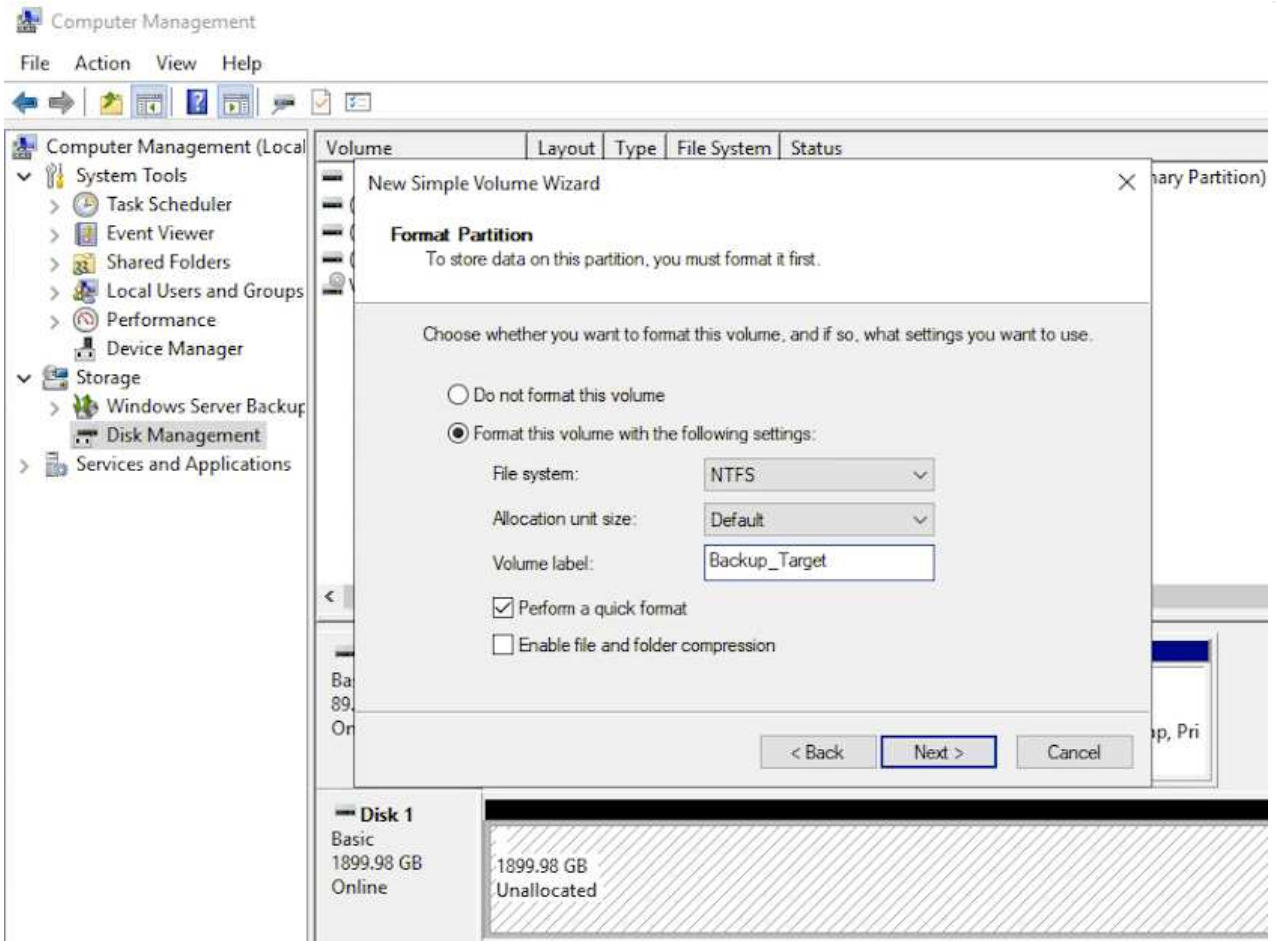 Computer Management
File Action View Help
Computer Management (Local
System Tools
Task Scheduler
Event Viewer
Shared Folders
Local Users and Groups
Performance
Device Manager
Storage
Windows Server Backup
Disk Management
Services and Applications
Volume Layout Type File System Status
New Simple Volume Wizard
Format Partition
To store data on this partition, you must format it first.
Choose whether you want to format this volume, and if so, what settings you want to use.
Do not format this volume
Format this volume with the following settings:
File system: NTFS
Allocation unit size: Default
Volume label: Backup_Target
Perform a quick format
Enable file and folder compression
< Back Next > Cancel
Partition)
Pri
Disk 1
Basic
1899.98 GB
Online
1899.98 GB
Unallocated